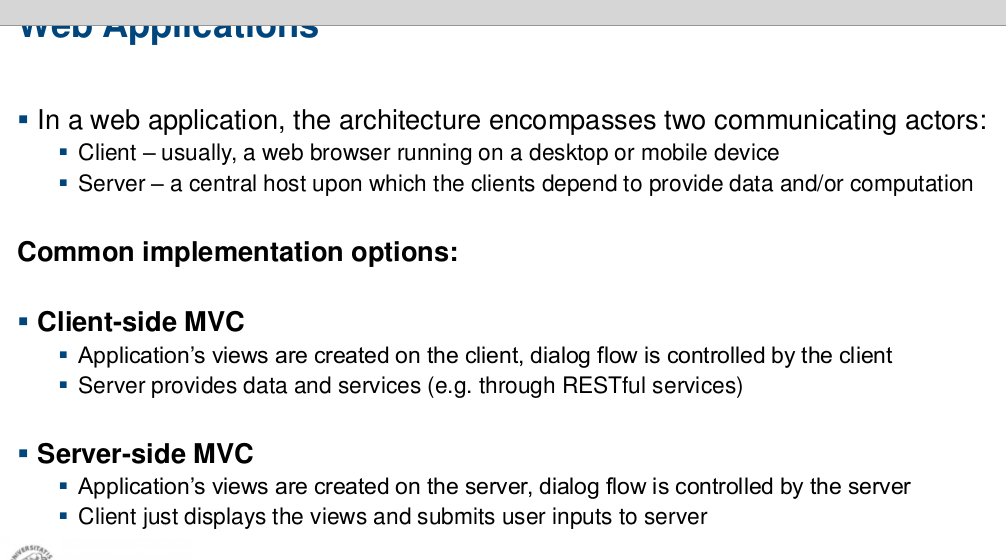 Web Applications
▪ In a web application, the architecture encompasses two communicating actors:
▪ Client – usually, a web browser running on a desktop or mobile device
▪ Server – a central host upon which the clients depend to provide data and/or computation
Common implementation options:
▪ Client-side MVC
▪ Application’s views are created on the client, dialog flow is controlled by the client
▪ Server provides data and services (e.g. through RESTful services)
▪ Server-side MVC
▪ Application’s views are created on the server, dialog flow is controlled by the server
▪ Client just displays the views and submits user inputs to server